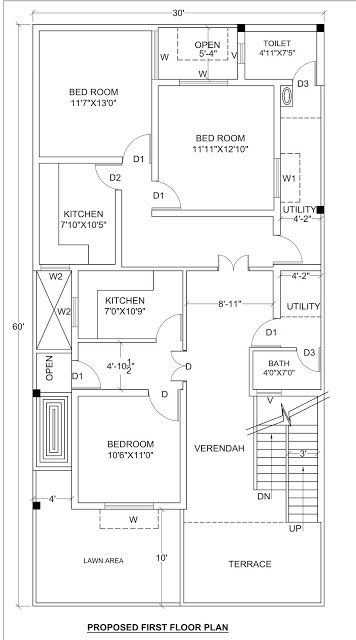 30'
OPEN
5'-4"
V
TOILET
4'11"X7'5"
W
W
D3
BED ROOM
11'7"X13'0"
BED ROOM
11'11"X12'10"
D1
D2
D1
W1
KITCHEN
7'10"X10'5"
UTILITY
4'-2"
W2
4'-2"
KITCHEN
7'0"X10'9"
8'-11"
UTILITY
W2
60'
D1
OPEN
D1
4'-10 1/2"
D
D3
BATH
4'0"X7'0"
D
V
BEDROOM
10'6"X11'0"
VERENDAH
3'
4'
DN
W
UP
LAWN AREA
10'
TERRACE
PROPOSED FIRST FLOOR PLAN